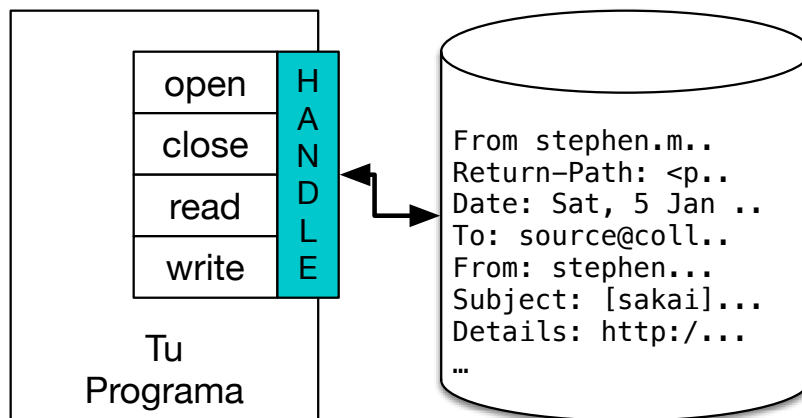 open
close
read
write
HANDLE
Tu
Programa
From stephen.m..
Return-Path: <p..
Date: Sat, 5 Jan ..
To: source@coll..
From: stephen...
Subject: [sakai]...
Details: http:/...
…